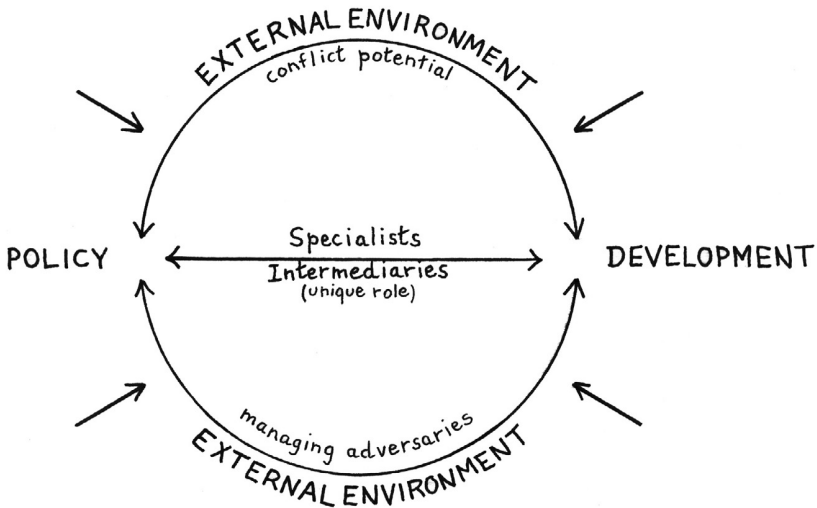 EXTERNAL ENVIRONMENT
conflict potential
Specialists
POLICY
DEVELOPMENT
Intermediaries
(unique role)
managing adversaries
EXTERNAL ENVIRONMENT